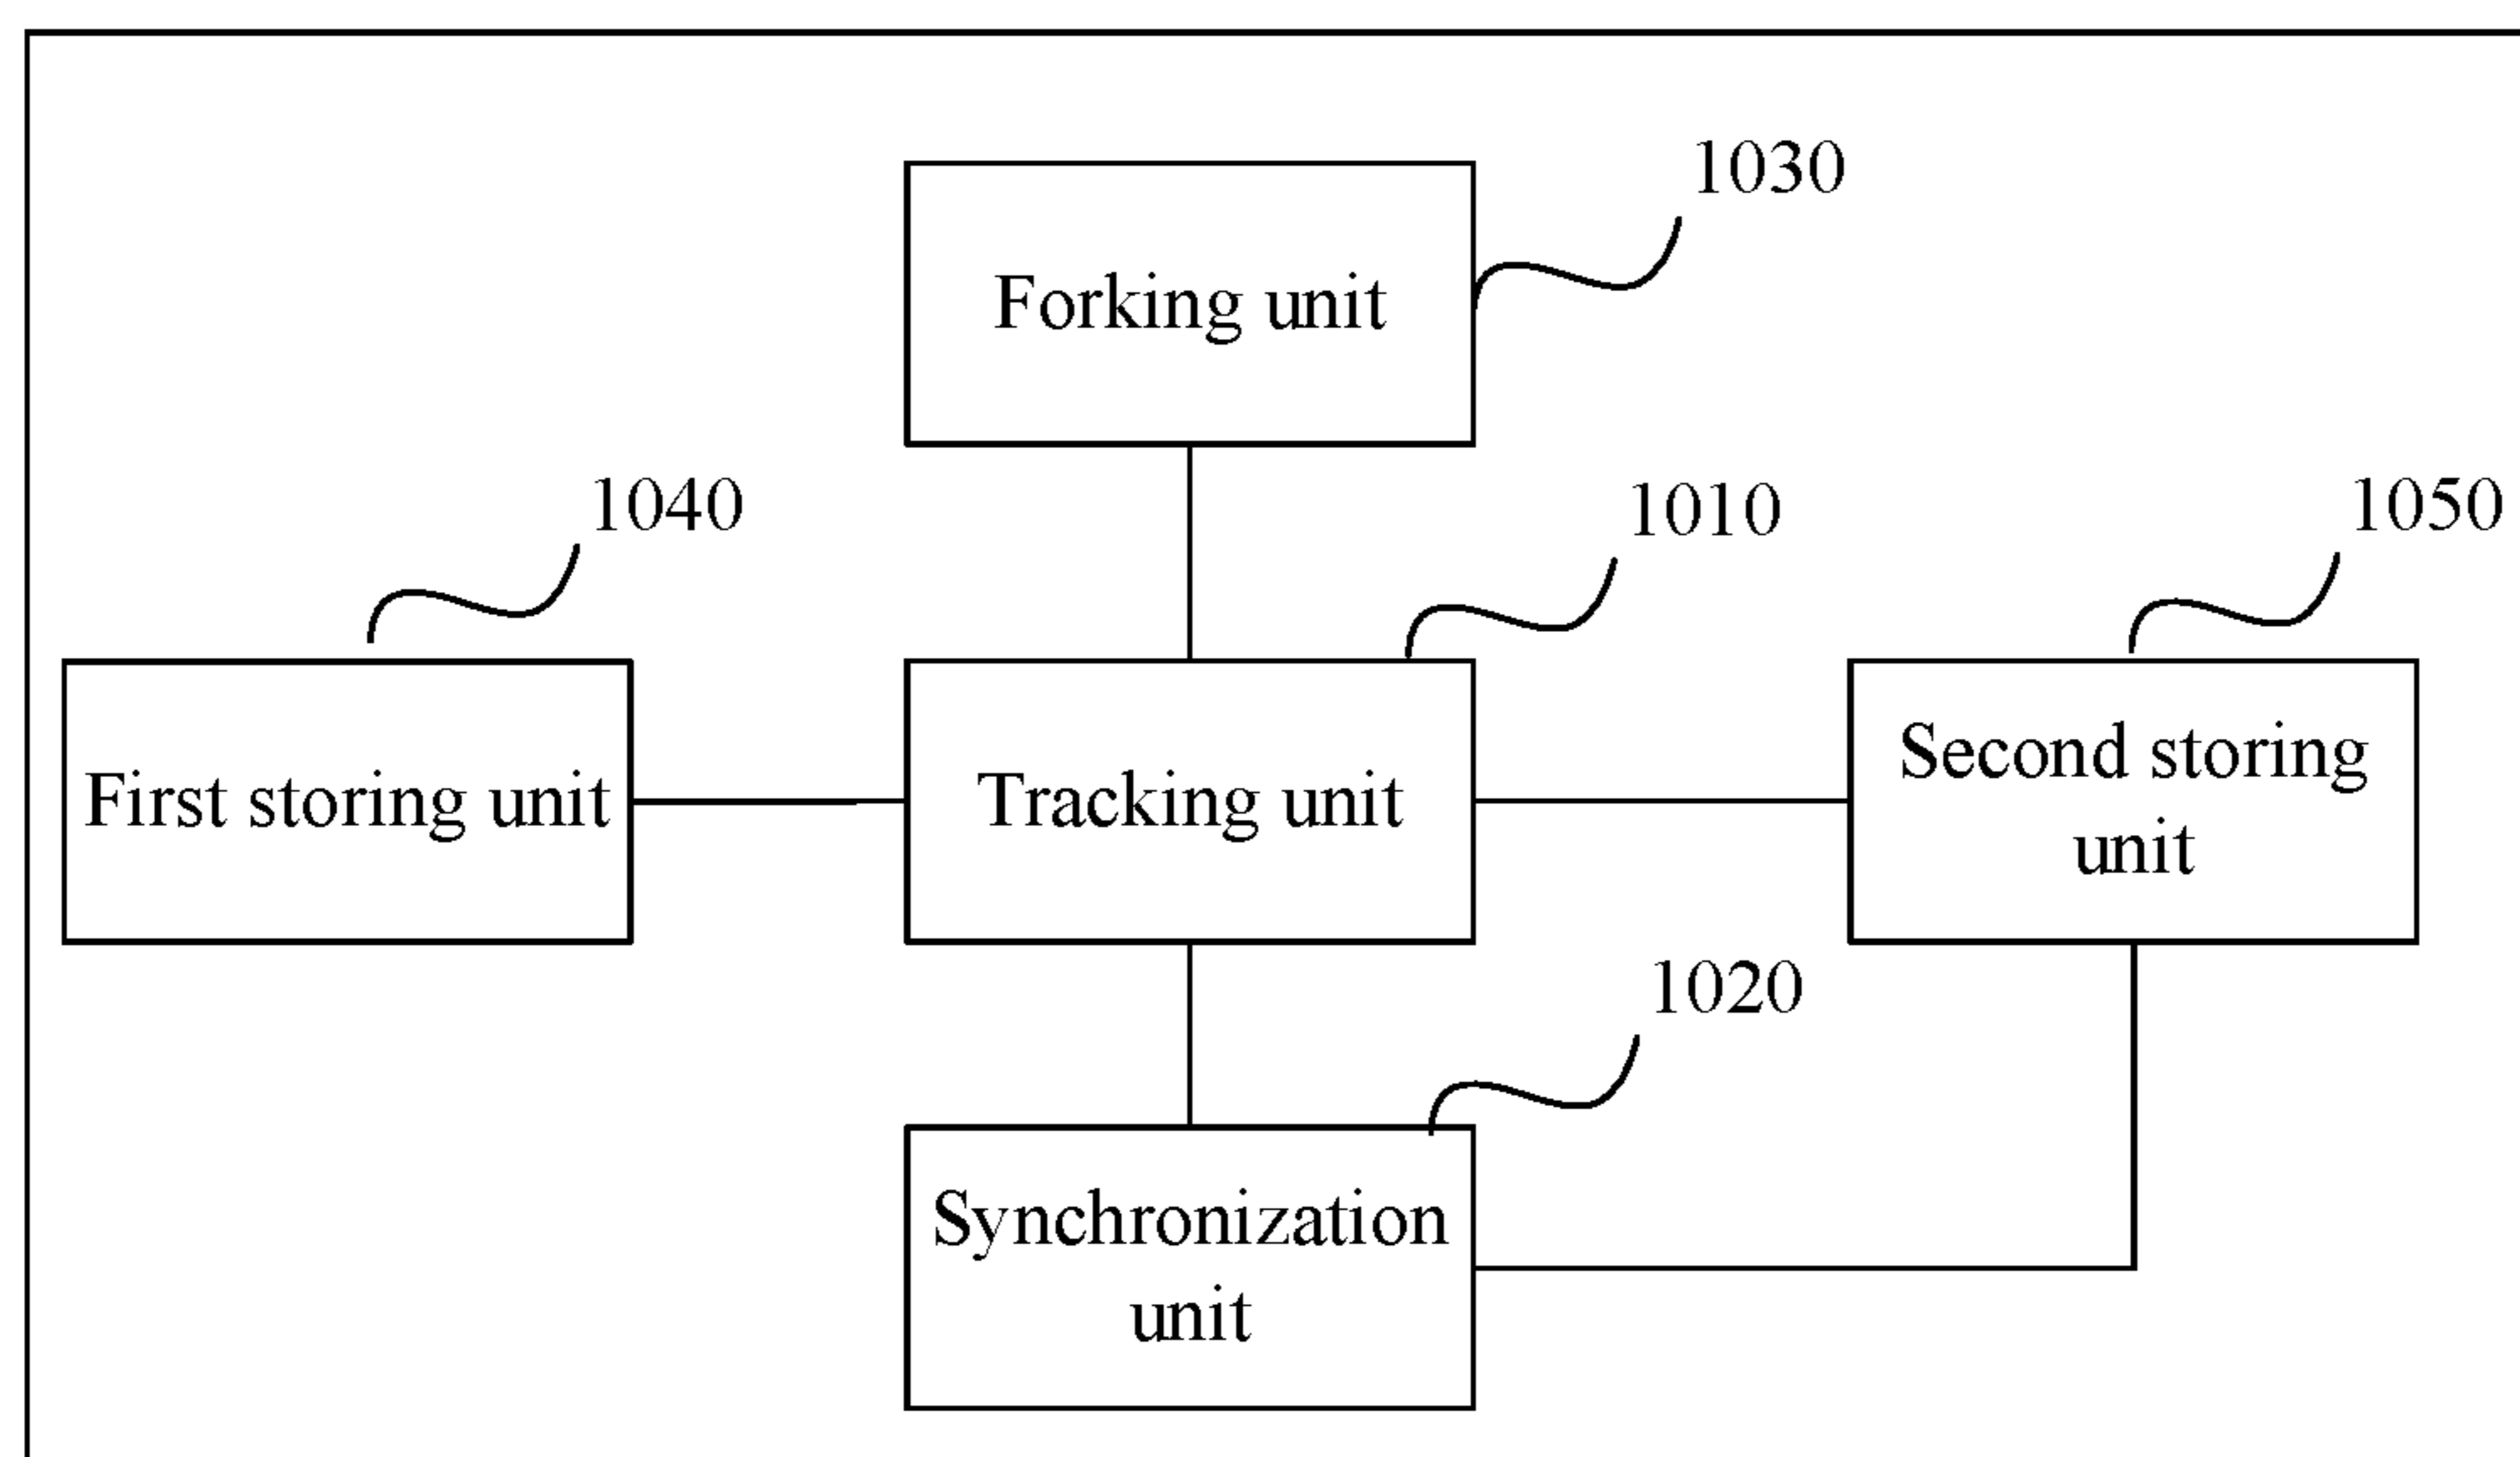 1030
Forking unit
1040
1010
1050
First storing unit
Tracking unit
Second storing
unit
1020
Synchronization
unit